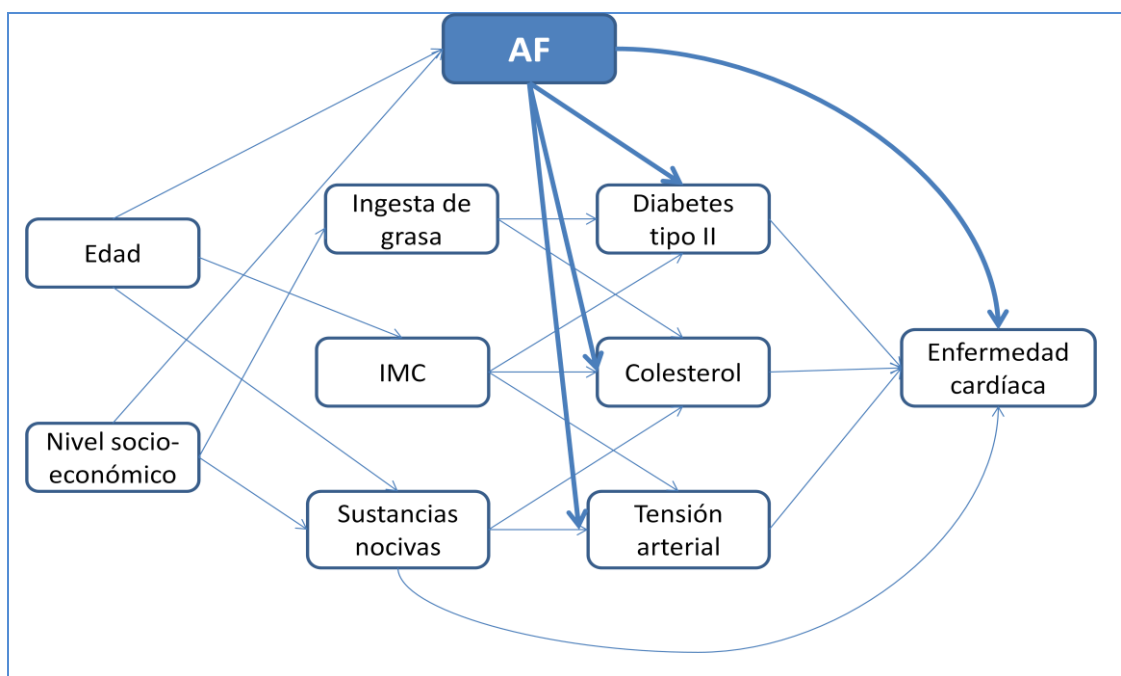 AF
Ingesta de
grasa
Diabetes
tipo II
Edad
IMC
Colesterol
Enfermedad
cardíaca
Nivel socio-
económico
Sustancias
nocivas
Tensión
arterial